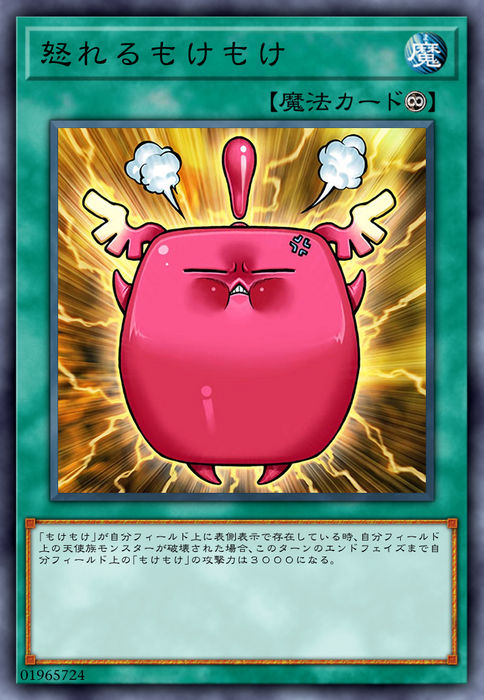 怒れるもけもけ
魔
【魔法カード】
「もけもけ」が自分フィールド上に表側表示で存在している時、自分フィールド
上の天使族モンスターが破壊された場合、このターンのエンドフェイズまで自
分フィールド上の「もけもけ」の攻撃力は３０００になる。
01965724